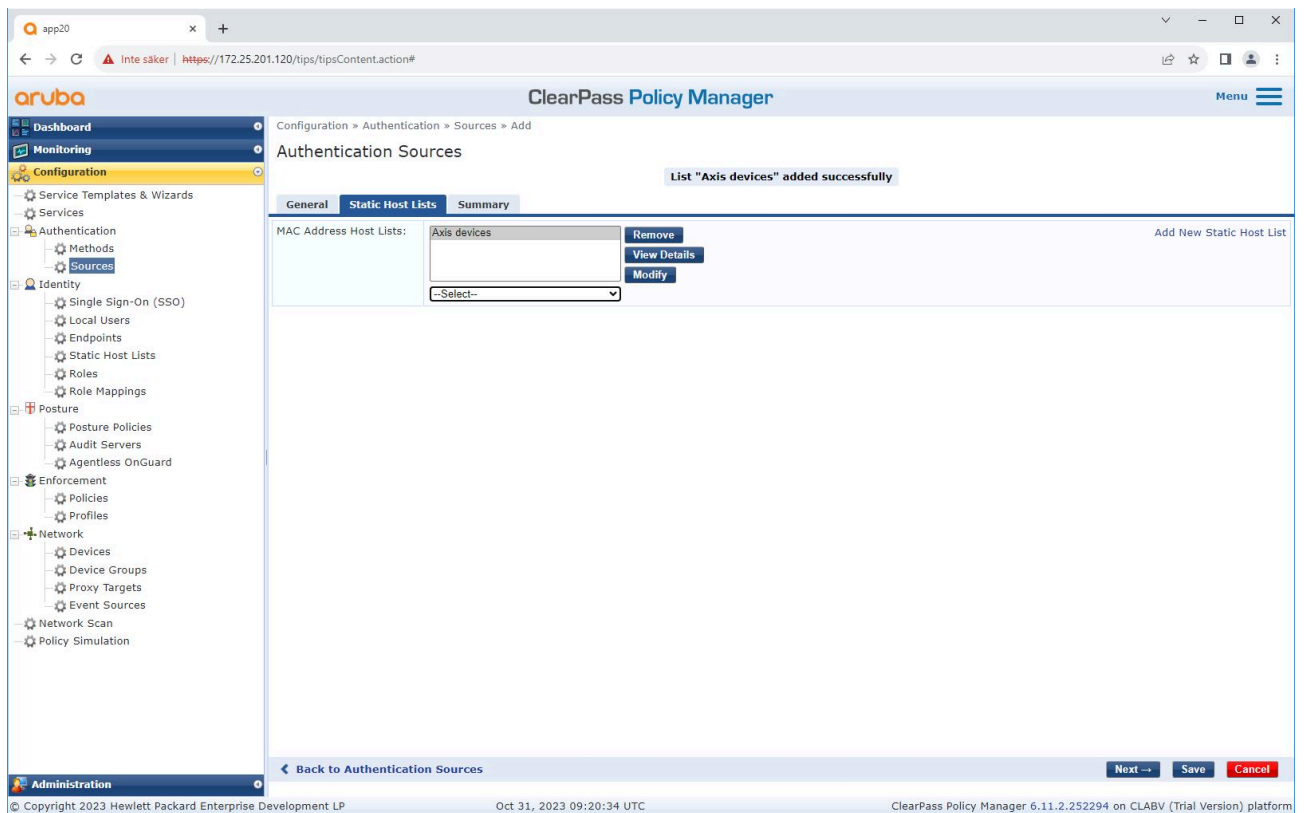 app20
Inte säker | https://172.25.201.120/tips/tipsContent.action#
aruba
ClearPass Policy Manager
Menu
Dashboard
Monitoring
Configuration
Service Templates & Wizards
Services
Authentication
Methods
Sources
Identity
Single Sign-On (SSO)
Local Users
Endpoints
Static Host Lists
Roles
Role Mappings
Posture
Posture Policies
Audit Servers
Agentless OnGuard
Enforcement
Policies
Profiles
Network
Devices
Device Groups
Proxy Targets
Event Sources
Network Scan
Policy Simulation
Administration
Configuration » Authentication » Sources » Add
Authentication Sources
List "Axis devices" added successfully
General Static Host Lists Summary
MAC Address Host Lists:
Axis devices
Remove
View Details
Modify
--Select--
Add New Static Host List
Back to Authentication Sources
Next → Save Cancel
© Copyright 2023 Hewlett Packard Enterprise Development LP Oct 31, 2023 09:20:34 UTC ClearPass Policy Manager 6.11.2.252294 on CLABV (Trial Version) platform